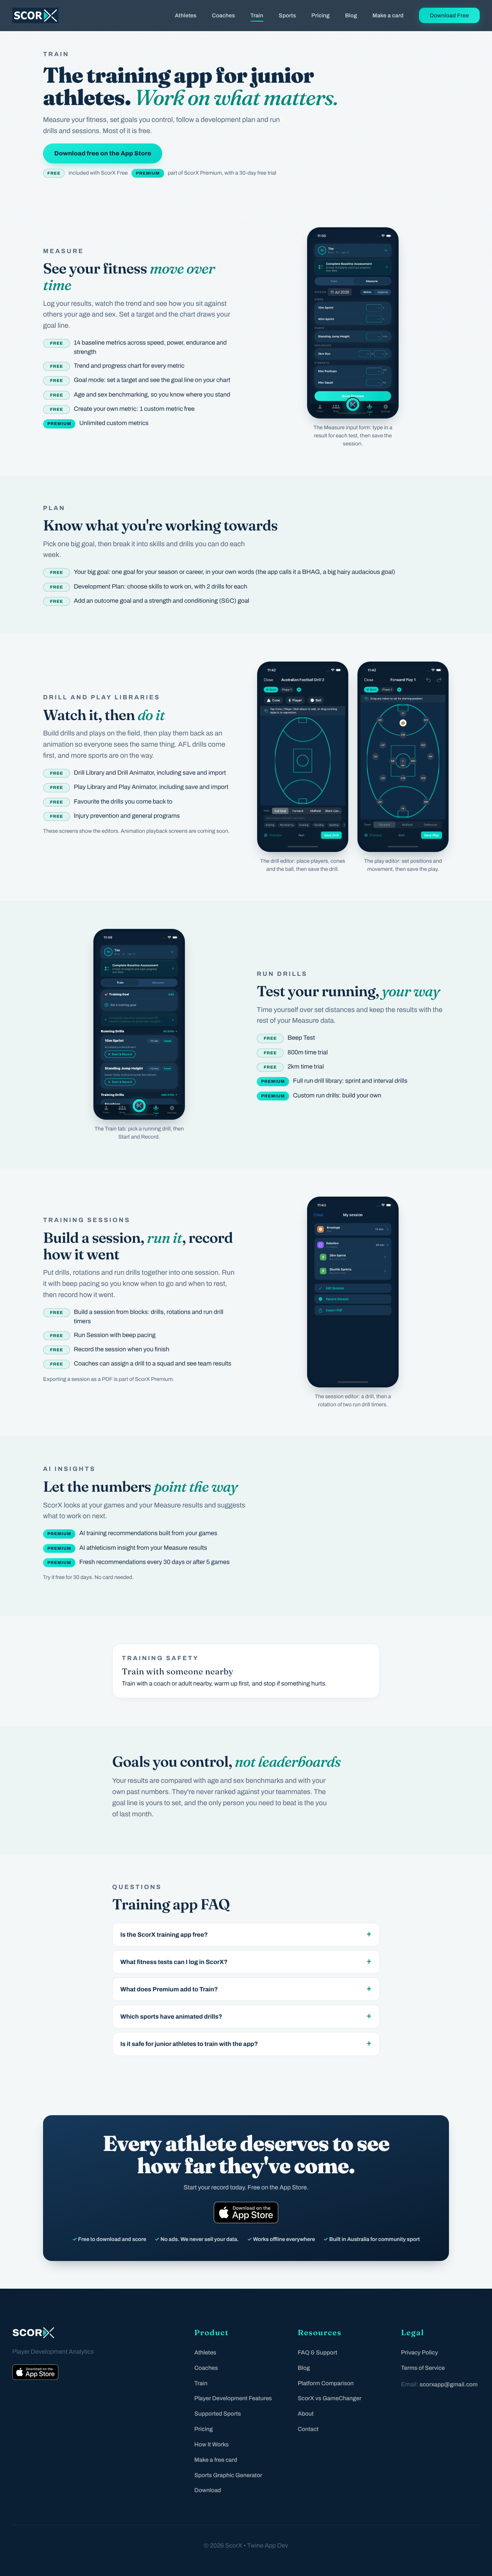 SCORX
Athletes Coaches Train Sports Pricing Blog Make a card Download Free
TRAIN
The training app for junior
athletes. Work on what matters.
Measure your fitness, set goals you control, follow a development plan and run
drills and sessions. Most of it is free.
Download free on the App Store
FREE included with ScorX Free PREMIUM part of ScorX Premium, with a 30-day free trial
MEASURE
See your fitness move over
time
Log your results, watch the trend and see how you sit against
others your age and sex. Set a target and the chart draws your
goal line.
FREE 14 baseline metrics across speed, power, endurance and
strength
FREE Trend and progress chart for every metric
FREE Goal mode: set a target and see the goal line on your chart
FREE Age and sex benchmarking, so you know where you stand
FREE Create your own metric: 1 custom metric free
PREMIUM Unlimited custom metrics
The Measure input form: type in a
result for each test, then save the
session.
PLAN
Know what you're working towards
Pick one big goal, then break it into skills and drills you can do each
week.
FREE Your big goal: one goal for your season or career, in your own words (the app calls it a BHAG, a big hairy audacious goal)
FREE Development Plan: choose skills to work on, with 2 drills for each
FREE Add an outcome goal and a strength and conditioning (S&C) goal
DRILL AND PLAY LIBRARIES
Watch it, then do it
Build drills and plays on the field, then play them back as an
animation so everyone sees the same thing. AFL drills come
first, and more sports are on the way.
FREE Drill Library and Drill Animator, including save and import
FREE Play Library and Play Animator, including save and import
FREE Favourite the drills you come back to
FREE Injury prevention and general programs
These screens show the editors. Animation playback screens are coming soon.
Close Australian Football Drill 2
Close Forward Play 1
The drill editor: place players, cones
and the ball, then save the drill.
The play editor: set positions and
movement, then save the play.
The Train tab: pick a running drill, then
Start and Record.
RUN DRILLS
Test your running, your way
Time yourself over set distances and keep the results with the
rest of your Measure data.
FREE Beep Test
FREE 800m time trial
FREE 2km time trial
PREMIUM Full run drill library: sprint and interval drills
PREMIUM Custom run drills: build your own
TRAINING SESSIONS
Build a session, run it, record
how it went
Put drills, rotations and run drills together into one session. Run
it with beep pacing so you know when to go and when to rest,
then record how it went.
FREE Build a session from blocks: drills, rotations and run drill
timers
FREE Run Session with beep pacing
FREE Record the session when you finish
FREE Coaches can assign a drill to a squad and see team results
Exporting a session as a PDF is part of ScorX Premium.
My session
The session editor: a drill, then a
rotation of two run drill timers.
AI INSIGHTS
Let the numbers point the way
ScorX looks at your games and your Measure results and suggests
what to work on next.
PREMIUM AI training recommendations built from your games
PREMIUM AI athleticism insight from your Measure results
PREMIUM Fresh recommendations every 30 days or after 5 games
Try it free for 30 days. No card needed.
TRAINING SAFETY
Train with someone nearby
Train with a coach or adult nearby, warm up first, and stop if something hurts.
Goals you control, not leaderboards
Your results are compared with age and sex benchmarks and with your
own past numbers. They're never ranked against your teammates. The
goal line is yours to set, and the only person you need to beat is the you
of last month.
QUESTIONS
Training app FAQ
Is the ScorX training app free? +
What fitness tests can I log in ScorX? +
What does Premium add to Train? +
Which sports have animated drills? +
Is it safe for junior athletes to train with the app? +
Every athlete deserves to see
how far they've come.
Start your record today. Free on the App Store.
Download on the
App Store
✓ Free to download and score ✓ No ads. We never sell your data. ✓ Works offline everywhere ✓ Built in Australia for community sport
SCORX
Player Development Analytics
Download on the
App Store
Product
Athletes
Coaches
Train
Player Development Features
Supported Sports
Pricing
How It Works
Make a free card
Sports Graphic Generator
Download
Resources
FAQ & Support
Blog
Platform Comparison
ScorX vs GameChanger
About
Contact
Legal
Privacy Policy
Terms of Service
Email: scorxapp@gmail.com
© 2026 ScorX • Twine App Dev